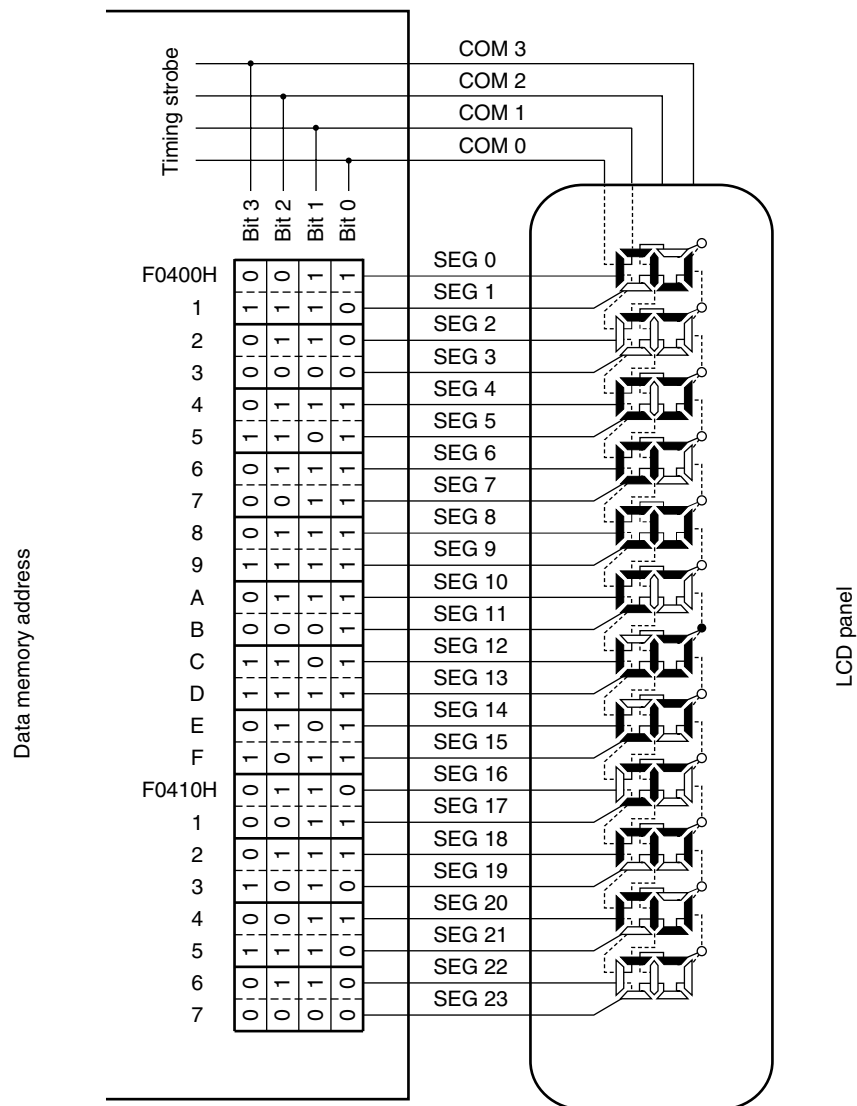 Timing strobe
COM 3
COM 2
COM 1
COM 0
Bit 3 Bit 2 Bit 1 Bit 0
F0400H 0 0 1 1 SEG 0
1 1 1 1 0 SEG 1
2 0 1 1 0 SEG 2
3 0 0 0 0 SEG 3
4 0 1 1 1 SEG 4
5 1 1 0 1 SEG 5
6 0 1 1 1 SEG 6
7 0 0 1 1 SEG 7
8 0 1 1 1 SEG 8
9 1 1 1 1 SEG 9
A 0 1 1 1 SEG 10
B 0 0 0 1 SEG 11
C 1 1 0 1 SEG 12
D 1 1 1 1 SEG 13
E 0 1 0 1 SEG 14
F 1 0 1 1 SEG 15
F0410H 0 1 1 0 SEG 16
1 0 0 1 1 SEG 17
2 0 1 1 1 SEG 18
3 1 0 1 0 SEG 19
4 0 0 1 1 SEG 20
5 1 1 1 0 SEG 21
6 0 1 1 0 SEG 22
7 0 0 0 0 SEG 23
Data memory address
LCD panel